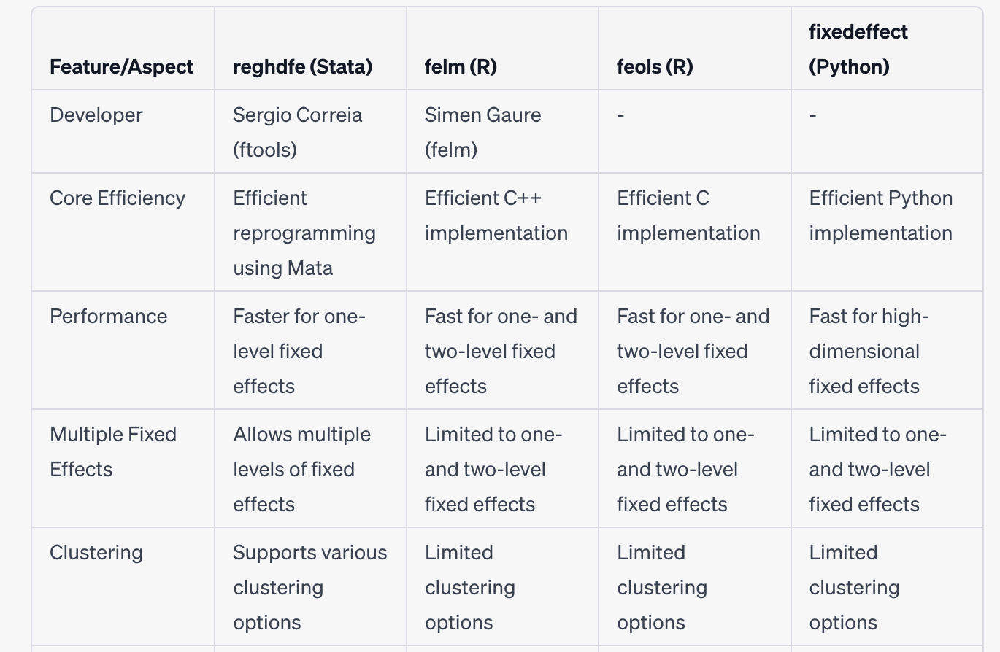 Feature/Aspect
reghdfe (Stata)
felm (R)
feols (R)
fixedeffect
(Python)
Developer
Sergio Correia
(ftools)
Simen Gaure
(felm)
-
-
Core Efficiency
Efficient
reprogramming
using Mata
Efficient C++
implementation
Efficient C
implementation
Efficient Python
implementation
Performance
Faster for one-
level fixed
effects
Fast for one- and
two-level fixed
effects
Fast for one- and
two-level fixed
effects
Fast for high-
dimensional
fixed effects
Multiple Fixed
Effects
Allows multiple
levels of fixed
effects
Limited to one-
and two-level
fixed effects
Limited to one-
and two-level
fixed effects
Limited to one-
and two-level
fixed effects
Clustering
Supports various
clustering
options
Limited
clustering
options
Limited
clustering
options
Limited
clustering
options